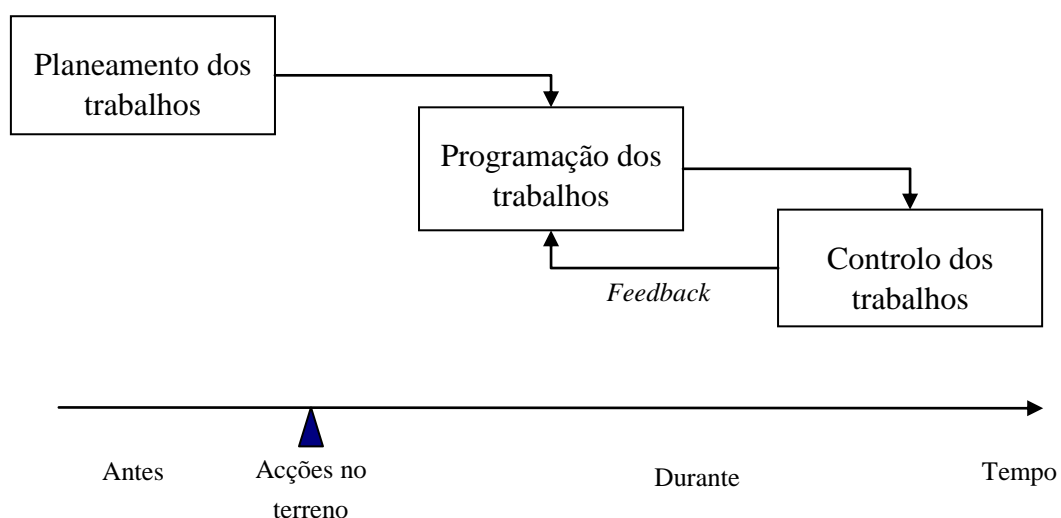 Planeamento dos
trabalhos
Programação dos
trabalhos
Controlo dos
trabalhos
Feedback
Antes
Acções no
terreno
Durante
Tempo